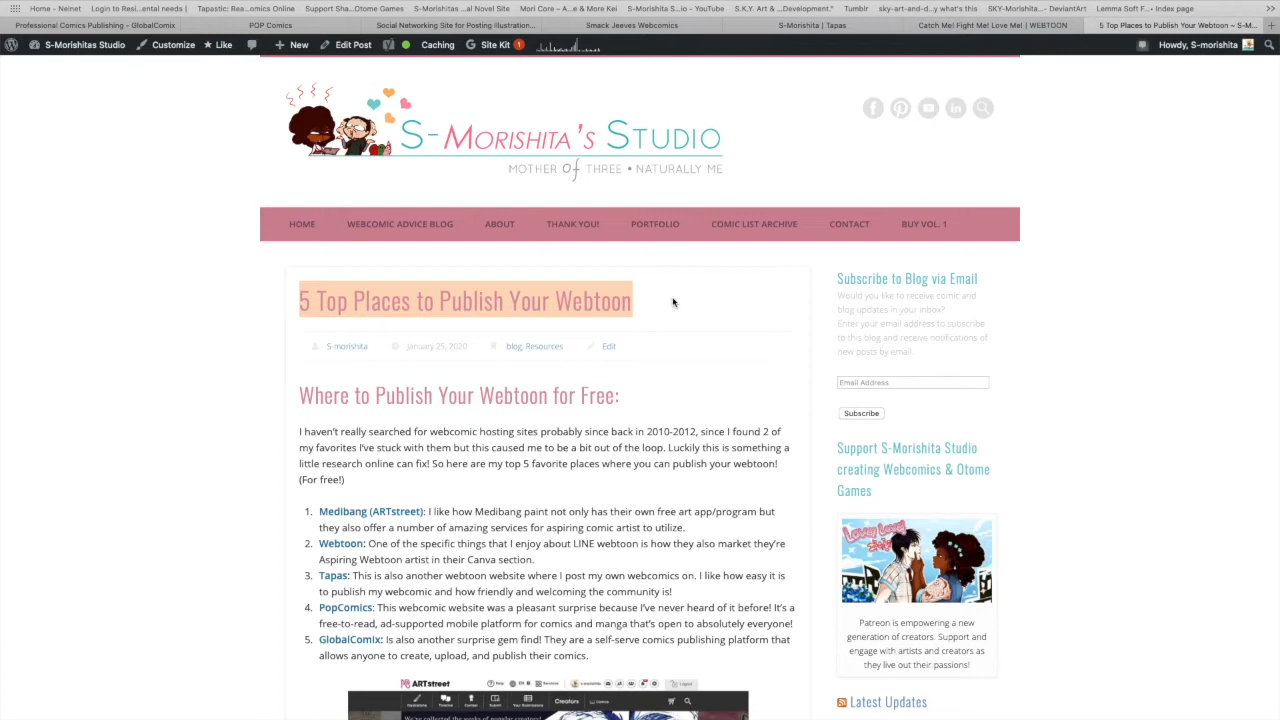 Home – Nelnet
Login to Resi...ental needs |
Tapastic: Rea...omics Online
Support Sha...Otome Games
S-Morishitas ...al Novel Site
Mori Core – A...e & More Kei
S-Morishita S...io - YouTube
S.K.Y. Art & ...Development."
Tumblr
sky-art-and-d...y what's this
SKY-Morishita... - DeviantArt
Lemma Soft F...• Index page
Professional Comics Publishing - GlobalComix
POP Comics
Social Networking Site for Posting Illustration...
Smack Jeeves Webcomics
S-Morishita | Tapas
Catch Me! Fight Me! Love Me! | WEBTOON
5 Top Places to Publish Your Webtoon ~ S-M...
S-Morishitas Studio
Customize
Like
New
Edit Post
Caching
Site Kit 1
Howdy, S-morishita
S-Morishita's Studio
MOTHER of THREE • NATURALLY ME
HOME
WEBCOMIC ADVICE BLOG
ABOUT
THANK YOU!
PORTFOLIO
COMIC LIST ARCHIVE
CONTACT
BUY VOL. 1
5 Top Places to Publish Your Webtoon
S-morishita
January 25, 2020
blog, Resources
Edit
Where to Publish Your Webtoon for Free:
I haven't really searched for webcomic hosting sites probably since back in 2010-2012, since I found 2 of
my favorites I've stuck with them but this caused me to be a bit out of the loop. Luckily this is something a
little research online can fix! So here are my top 5 favorite places where you can publish your webtoon!
(For free!)
1. Medibang (ARTstreet): I like how Medibang paint not only has their own free art app/program but
they also offer a number of amazing services for aspiring comic artist to utilize.
2. Webtoon: One of the specific things that I enjoy about LINE webtoon is how they also market they're
Aspiring Webtoon artist in their Canva section.
3. Tapas: This is also another webtoon website where I post my own webcomics on. I like how easy it is
to publish my webcomic and how friendly and welcoming the community is!
4. PopComics: This webcomic website was a pleasant surprise because I've never heard of it before! It's a
free-to-read, ad-supported mobile platform for comics and manga that's open to absolutely everyone!
5. GlobalComix: Is also another surprise gem find! They are a self-serve comics publishing platform that
allows anyone to create, upload, and publish their comics.
ARTstreet
Help
EN
Services
Logout
Creators
We've collected the works of popular creators!
Subscribe to Blog via Email
Would you like to receive comic and
blog updates in your inbox?
Enter your email address to subscribe
to this blog and receive notifications of
new posts by email.
Email Address
Subscribe
Support S-Morishita Studio
creating Webcomics & Otome
Games
Patreon is empowering a new
generation of creators. Support and
engage with artists and creators as
they live out their passions!
Latest Updates